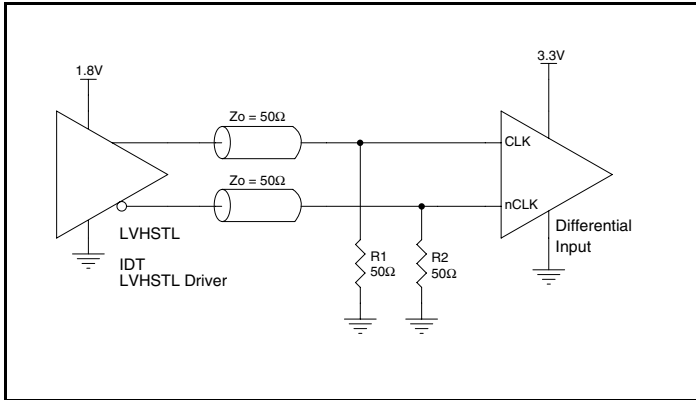 1.8V
3.3V
Zo = 50Ω
CLK
Zo = 50Ω
nCLK
LVHSTL
Differential
Input
IDT
LVHSTL Driver
R1
50Ω
R2
50Ω